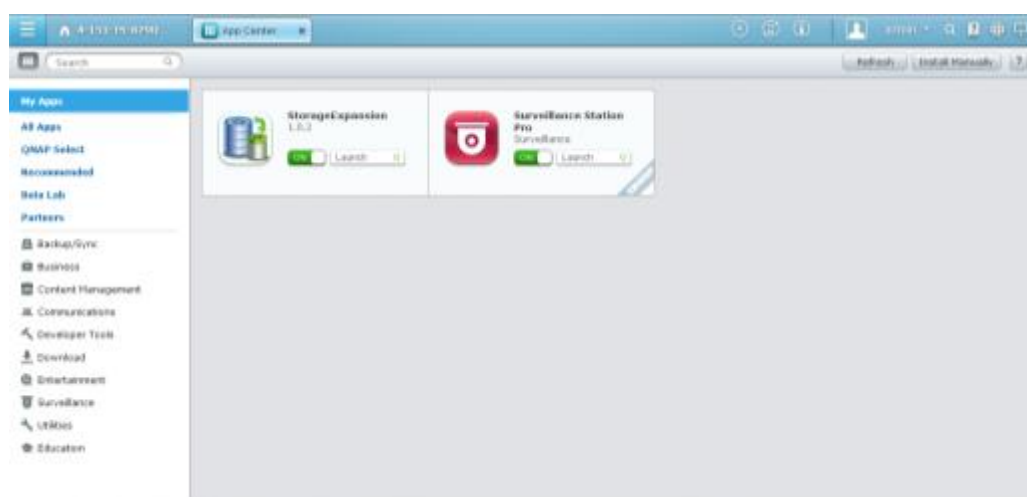 App Center
admin
Search
Refresh
Install Manually
?
My Apps
All Apps
QNAP Select
Recommended
Beta Lab
Partners
Backup/Sync
Business
Content Management
Communications
Developer Tools
Download
Entertainment
Surveillance
Utilities
Education
StorageExpansion
ON
Launch
Surveillance Station
Pro
Surveillance
ON
Launch